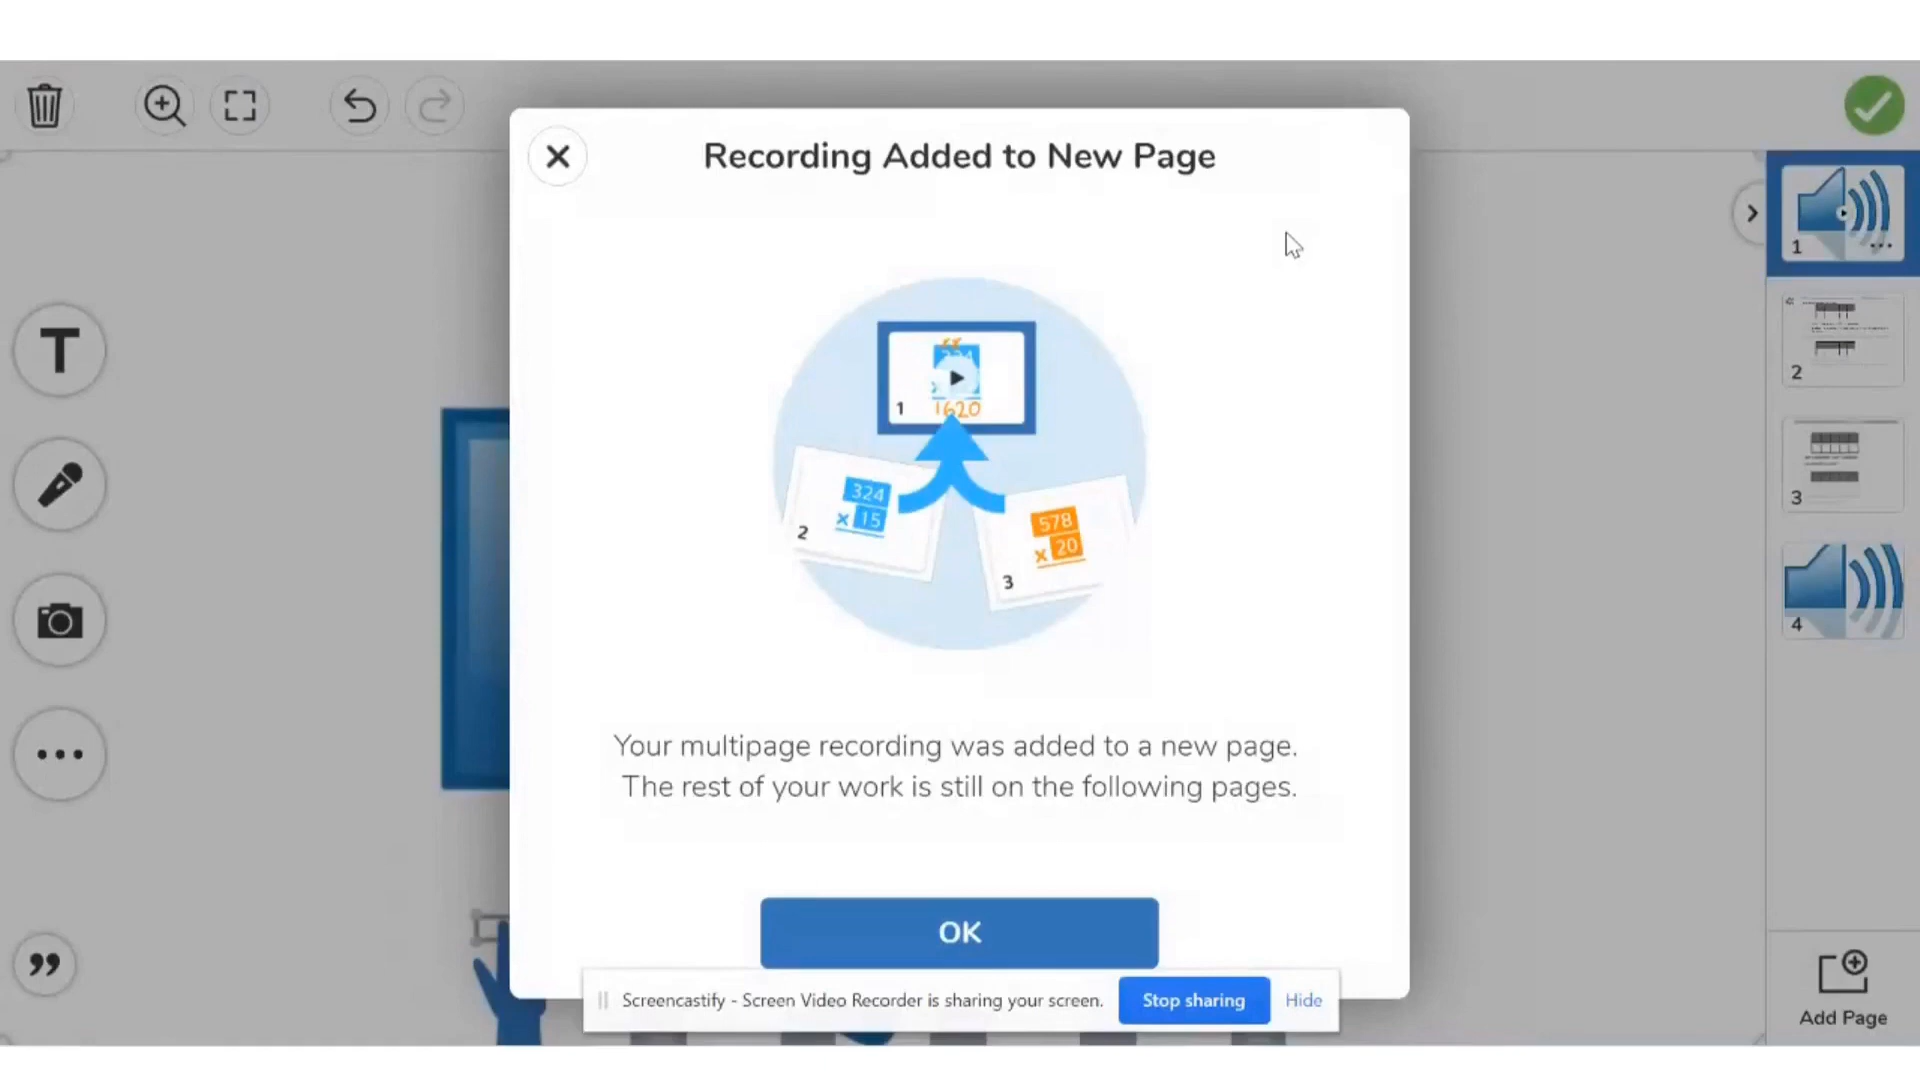 Recording Added to New Page
1
324
1620
324
x 15
2
578
x 20
3
Your multipage recording was added to a new page.
The rest of your work is still on the following pages.
OK
Screencastify - Screen Video Recorder is sharing your screen. Stop sharing Hide
T
1
2
3
4
Add Page